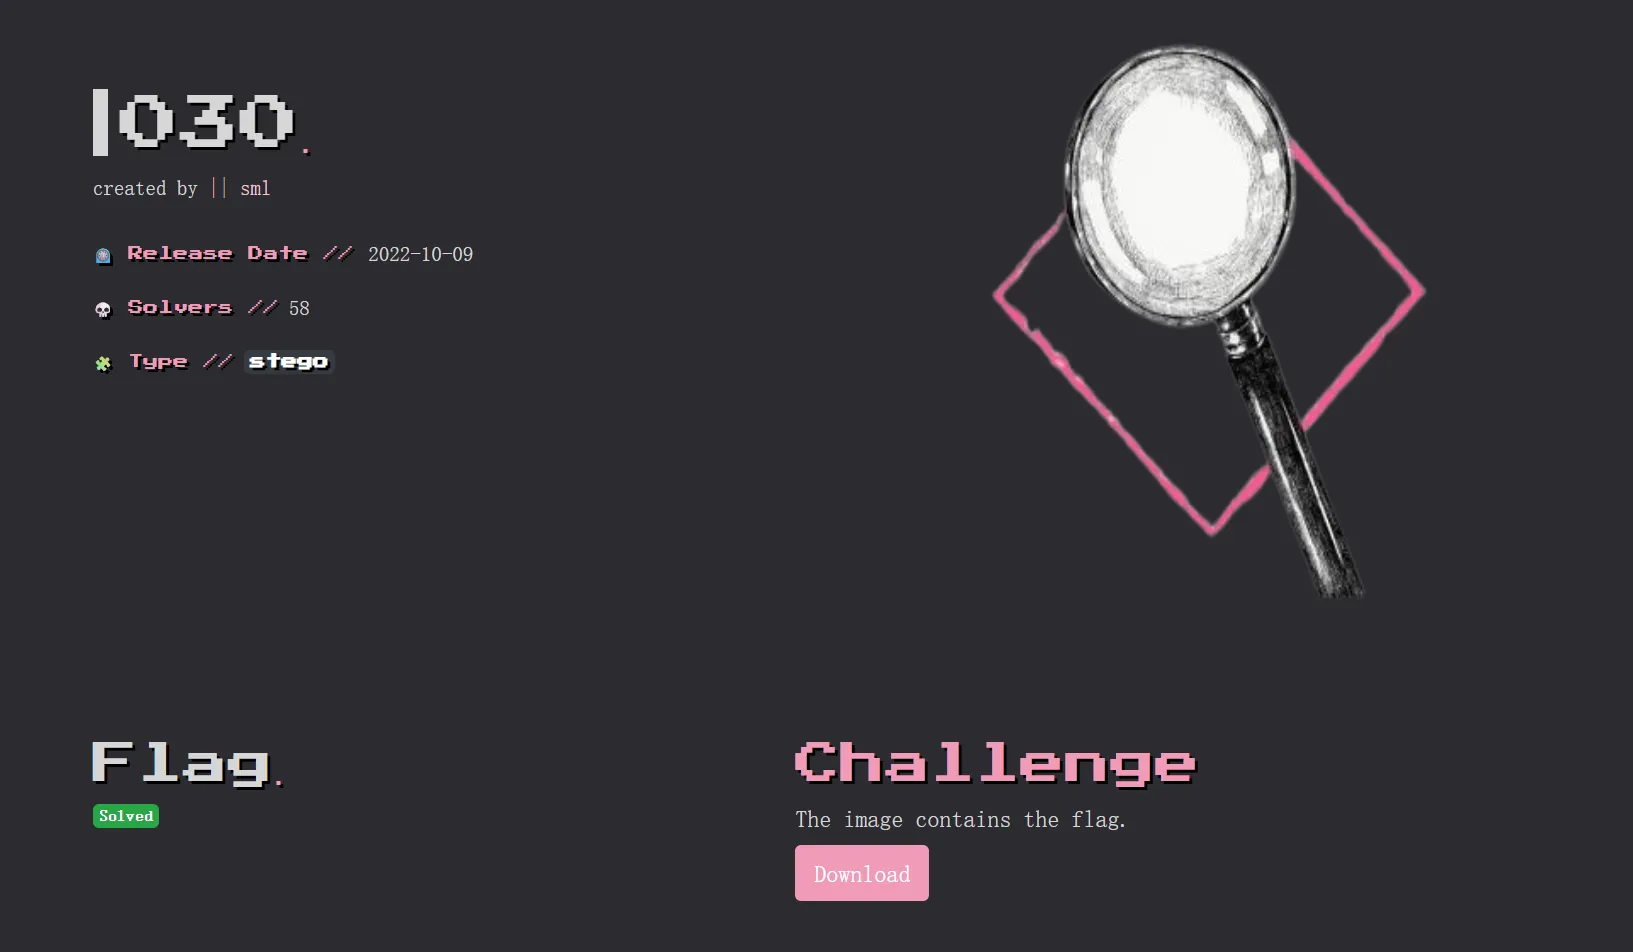 030.
created by || sml
Release Date // 2022-10-09
Solvers // 58
Type // stego
Flag.
Solved
Challenge
The image contains the flag.
Download